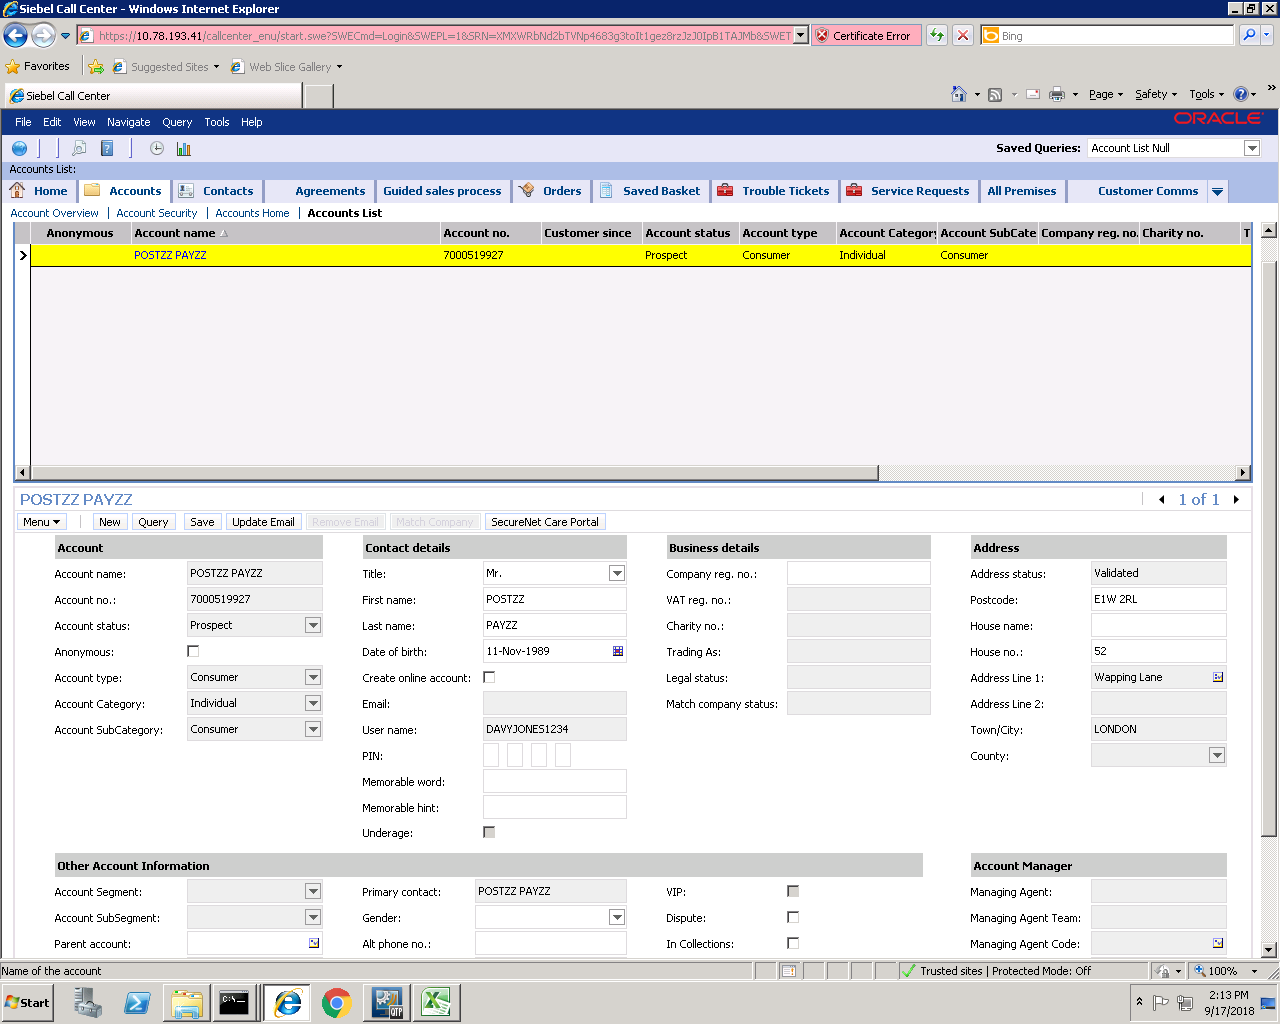 Siebel Call Center - Windows Internet Explorer
https://10.78.193.41/callcenter_enu/start.swe?SWECmd=Login&SWEPL=1&SRN=XMXWRbNd2bTVNp4683g3toIt1gez8rzJzJ0IpB1TAJMb&SWET Certificate Error Bing
Favorites Suggested Sites Web Slice Gallery
Siebel Call Center Page Safety Tools
File Edit View Navigate Query Tools Help ORACLE
Saved Queries: Account List Null
Accounts List:
Home Accounts Contacts Agreements Guided sales process Orders Saved Basket Trouble Tickets Service Requests All Premises Customer Comms
Account Overview | Account Security | Accounts Home | Accounts List
Anonymous Account name Account no. Customer since Account status Account type Account Category Account SubCate Company reg. no. Charity no. T
POSTZZ PAYZZ 7000519927 Prospect Consumer Individual Consumer
POSTZZ PAYZZ 1 of 1
Menu New Query Save Update Email Remove Email Match Company SecureNet Care Portal
Account Contact details Business details Address
Account name: POSTZZ PAYZZ Title: Mr. Company reg. no.: Address status: Validated
Account no.: 7000519927 First name: POSTZZ VAT reg. no.: Postcode: E1W 2RL
Account status: Prospect Last name: PAYZZ Charity no.: House name:
Anonymous: Date of birth: 11-Nov-1989 Trading As: House no.: 52
Account type: Consumer Create online account: Legal status: Address Line 1: Wapping Lane
Account Category: Individual Email: Match company status: Address Line 2:
Account SubCategory: Consumer User name: DAVYJONES1234 Town/City: LONDON
PIN: County:
Memorable word:
Memorable hint:
Underage:
Other Account Information Account Manager
Account Segment: Primary contact: POSTZZ PAYZZ VIP: Managing Agent:
Account SubSegment: Gender: Dispute: Managing Agent Team:
Parent account: Alt phone no.: In Collections: Managing Agent Code:
Name of the account Trusted sites | Protected Mode: Off 100%
Start C:\ QTP 2:13 PM
9/17/2018